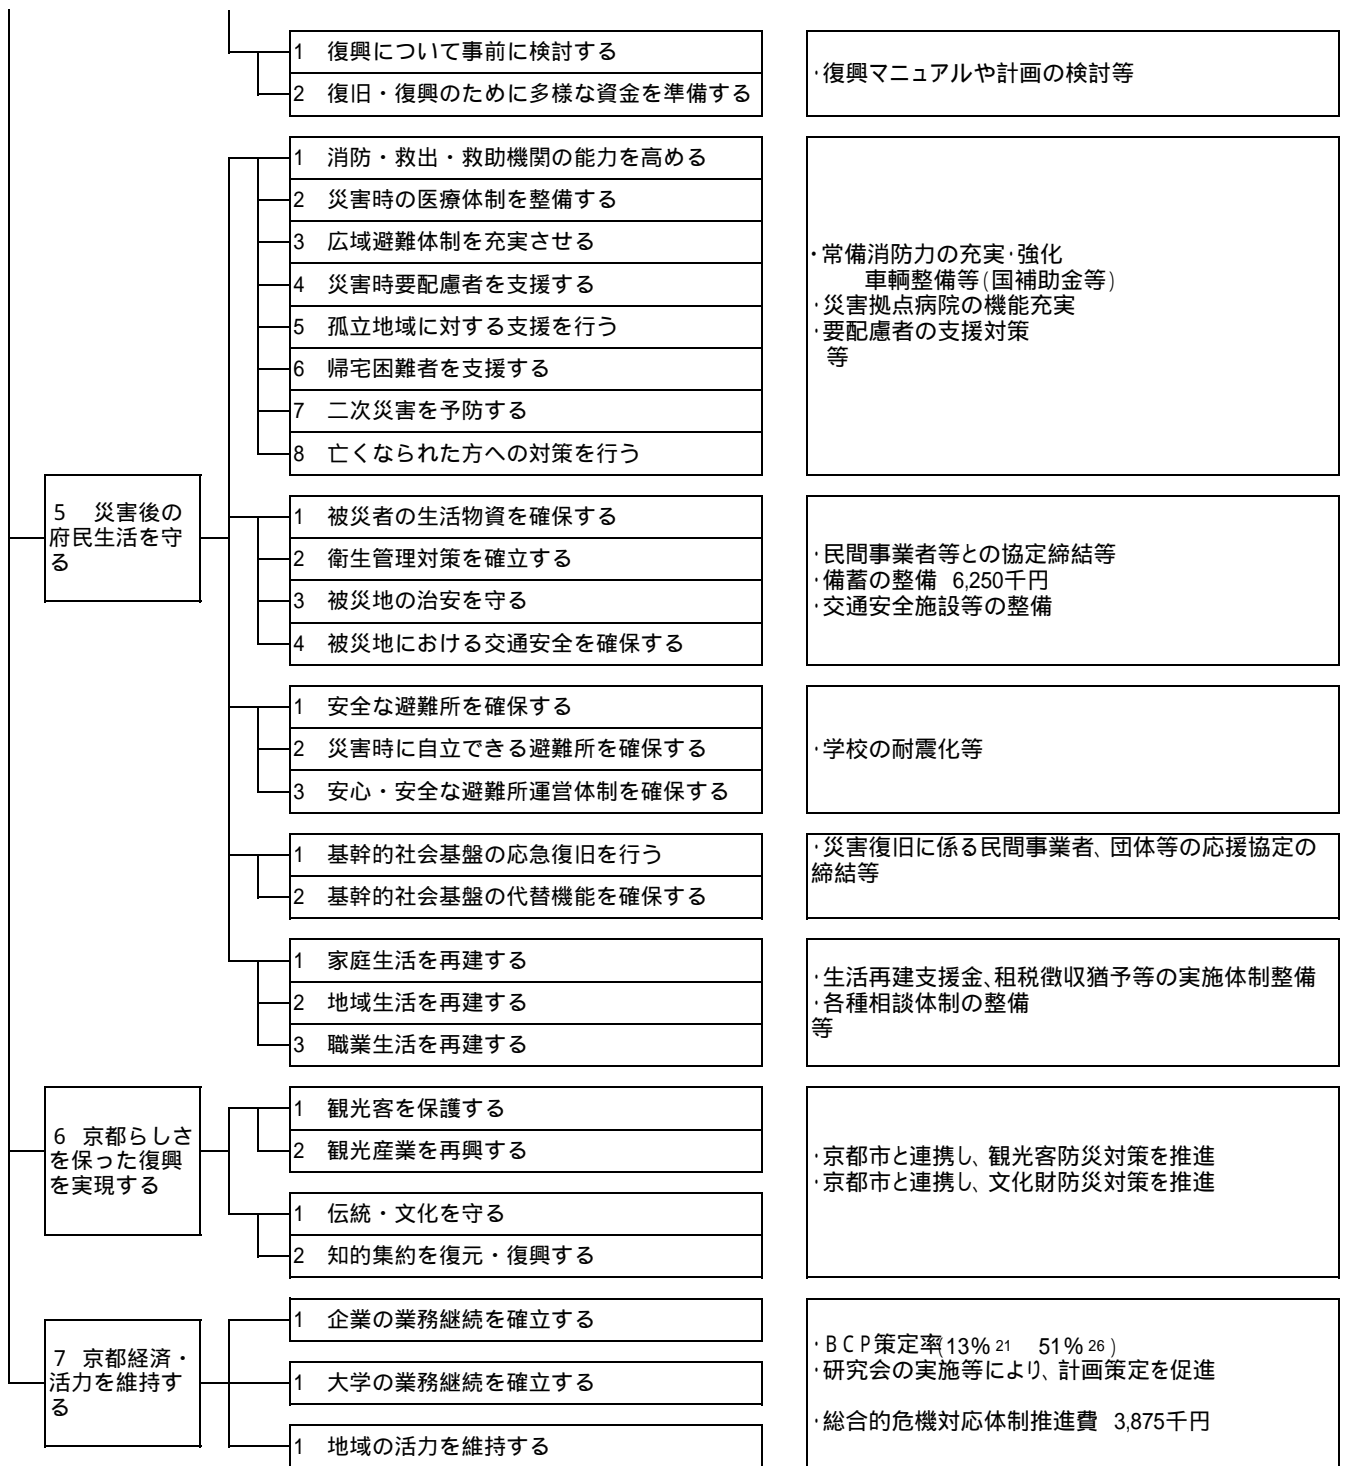 1 復興について事前に検討する
2 復旧・復興のために多様な資金を準備する
・復興マニュアルや計画の検討等
5 災害後の
府民生活を守
る
1 消防・救出・救助機関の能力を高める
2 災害時の医療体制を整備する
3 広域避難体制を充実させる
4 災害時要配慮者を支援する
5 孤立地域に対する支援を行う
6 帰宅困難者を支援する
7 二次災害を予防する
8 亡くなられた方への対策を行う
・常備消防力の充実・強化
車輌整備等(国補助金等)
・災害拠点病院の機能充実
・要配慮者の支援対策
等
1 被災者の生活物資を確保する
2 衛生管理対策を確立する
3 被災地の治安を守る
4 被災地における交通安全を確保する
・民間事業者等との協定締結等
・備蓄の整備 6,250千円
・交通安全施設等の整備
1 安全な避難所を確保する
2 災害時に自立できる避難所を確保する
3 安心・安全な避難所運営体制を確保する
・学校の耐震化等
1 基幹的社会基盤の応急復旧を行う
2 基幹的社会基盤の代替機能を確保する
・災害復旧に係る民間事業者、団体等の応援協定の
締結等
1 家庭生活を再建する
2 地域生活を再建する
3 職業生活を再建する
・生活再建支援金、租税徴収猶予等の実施体制整備
・各種相談体制の整備
等
6 京都らしさ
を保った復興
を実現する
1 観光客を保護する
2 観光産業を再興する
1 伝統・文化を守る
2 知的集約を復元・復興する
・京都市と連携し、観光客防災対策を推進
・京都市と連携し、文化財防災対策を推進
7 京都経済・
活力を維持す
る
1 企業の業務継続を確立する
1 大学の業務継続を確立する
1 地域の活力を維持する
・BCP策定率(13% 21 51% 26)
・研究会の実施等により、計画策定を促進
・総合的危機対応体制推進費 3,875千円